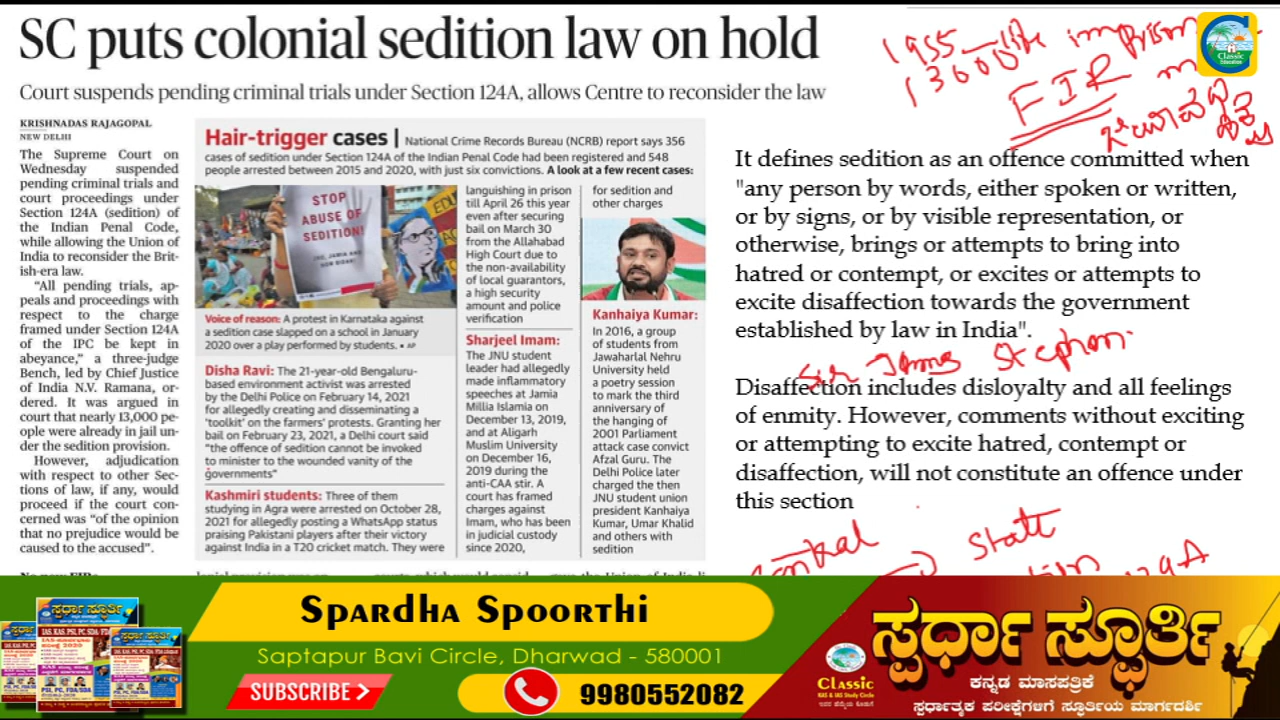 SC puts colonial sedition law on hold
Court suspends pending criminal trials under Section 124A, allows Centre to reconsider the law
KRISHNADAS RAJAGOPAL
NEW DELHI
The Supreme Court on
Wednesday suspended
pending criminal trials and
court proceedings under
Section 124A (sedition) of
the Indian Penal Code,
while allowing the Union of
India to reconsider the Brit-
ish-era law.
"All pending trials, ap-
peals and proceedings with
respect to the charge
framed under Section 124A
of the IPC be kept in
abeyance," a three-judge
Bench, led by Chief Justice
of India N.V. Ramana, or-
dered. It was argued in
court that nearly 13,000 pe-
ople were already in jail un-
der the sedition provision.
However, adjudication
with respect to other Sec-
tions of law, if any, would
proceed if the court con-
cerned was "of the opinion
that no prejudice would be
caused to the accused".
Hair-trigger cases | National Crime Records Bureau (NCRB) report says 356
cases of sedition under Section 124A of the Indian Penal Code had been registered and 548
people arrested between 2015 and 2020, with just six convictions. A look at a few recent cases:
STOP
ABUSE OF
SEDITION!
Voice of reason: A protest in Karnataka against
a sedition case slapped on a school in January
2020 over a play performed by students. • AP
Disha Ravi: The 21-year-old Bengaluru-
based environment activist was arrested
by the Delhi Police on February 14, 2021
for allegedly creating and disseminating a
'toolkit' on the farmers' protests. Granting her
bail on February 23, 2021, a Delhi court said
"the offence of sedition cannot be invoked
to minister to the wounded vanity of the
governments"
Kashmiri students: Three of them
studying in Agra were arrested on October 28,
2021 for allegedly posting a WhatsApp status
praising Pakistani players after their victory
against India in a T20 cricket match. They were
languishing in prison
till April 26 this year
even after securing
bail on March 30
from the Allahabad
High Court due to
the non-availability
of local guarantors,
a high security
amount and police
verification
Sharjeel Imam:
The JNU student
leader had allegedly
made inflammatory
speeches at Jamia
Millia Islamia on
December 13, 2019,
and at Aligarh
Muslim University
on December 16,
2019 during the
anti-CAA stir. A
court has framed
charges against
Imam, who has been
in judicial custody
since 2020,
for sedition and
other charges
Kanhaiya Kumar:
In 2016, a group
of students from
Jawaharlal Nehru
University held
a poetry session
to mark the third
anniversary of
the hanging of
2001 Parliament
attack case convict
Afzal Guru. The
Delhi Police later
charged the then
JNU student union
president Kanhaiya
Kumar, Umar Khalid
and others with
sedition
1955
FIR
It defines sedition as an offence committed when
"any person by words, either spoken or written,
or by signs, or by visible representation, or
otherwise, brings or attempts to bring into
hatred or contempt, or excites or attempts to
excite disaffection towards the government
established by law in India".
Sir James Stephen
Disaffection includes disloyalty and all feelings
of enmity. However, comments without exciting
or attempting to excite hatred, contempt or
disaffection, will not constitute an offence under
this section
State
Classic
Education
Spardha Spoorthi
Saptapur Bavi Circle, Dharwad - 580001
SUBSCRIBE
9980552082
ಸ್ಪರ್ಧಾ ಸ್ಫೂರ್ತಿ
ಕನ್ನಡ ಮಾಸಪತ್ರಿಕೆ
ಸ್ಪರ್ಧಾತ್ಮಕ ಪರೀಕ್ಷೆಗಳಿಗೆ ಸ್ಫೂರ್ತಿಯ ಮಾರ್ಗದರ್ಶಿ
Classic
KAS & IAS Study Circle